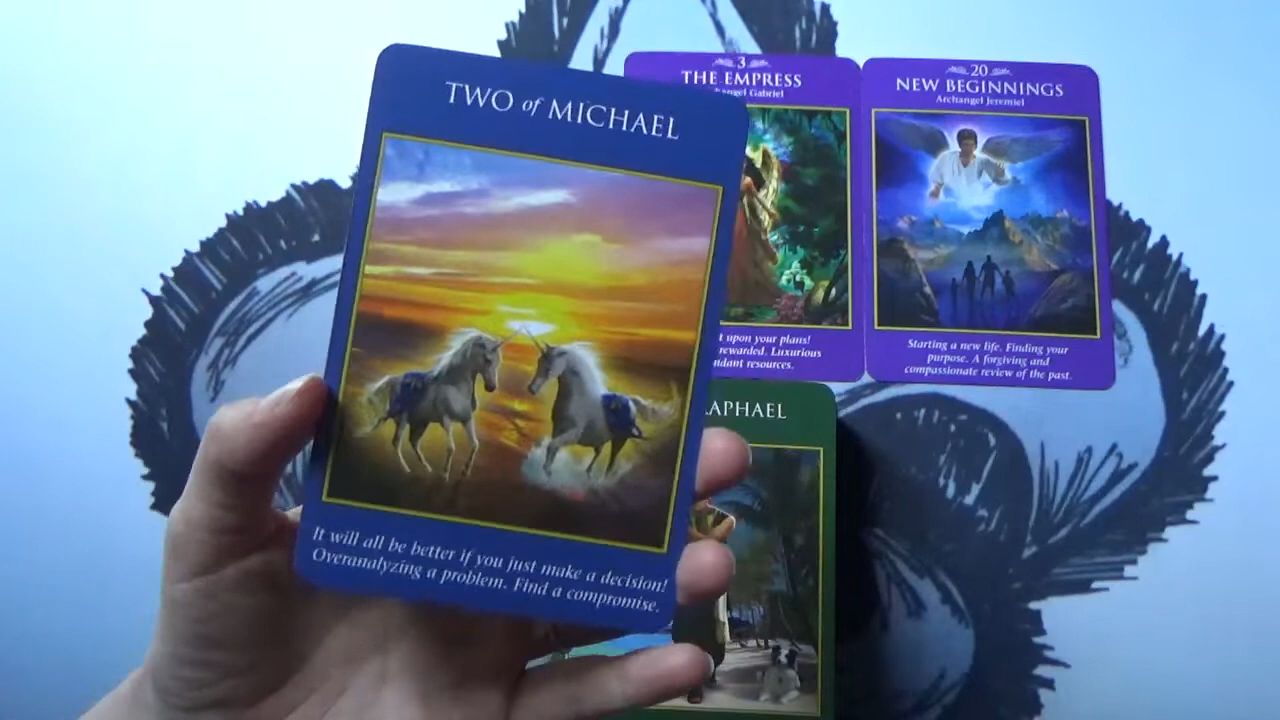 TWO of MICHAEL
It will all be better if you just make a decision!
Overanalyzing a problem. Find a compromise.
3
THE EMPRESS
Gabriel
upon your plans!
rewarded. Luxurious
resources.
20
NEW BEGINNINGS
Archangel Jeremiel
Starting a new life. Finding your
purpose. A forgiving and
compassionate review of the past.
RAPHAEL